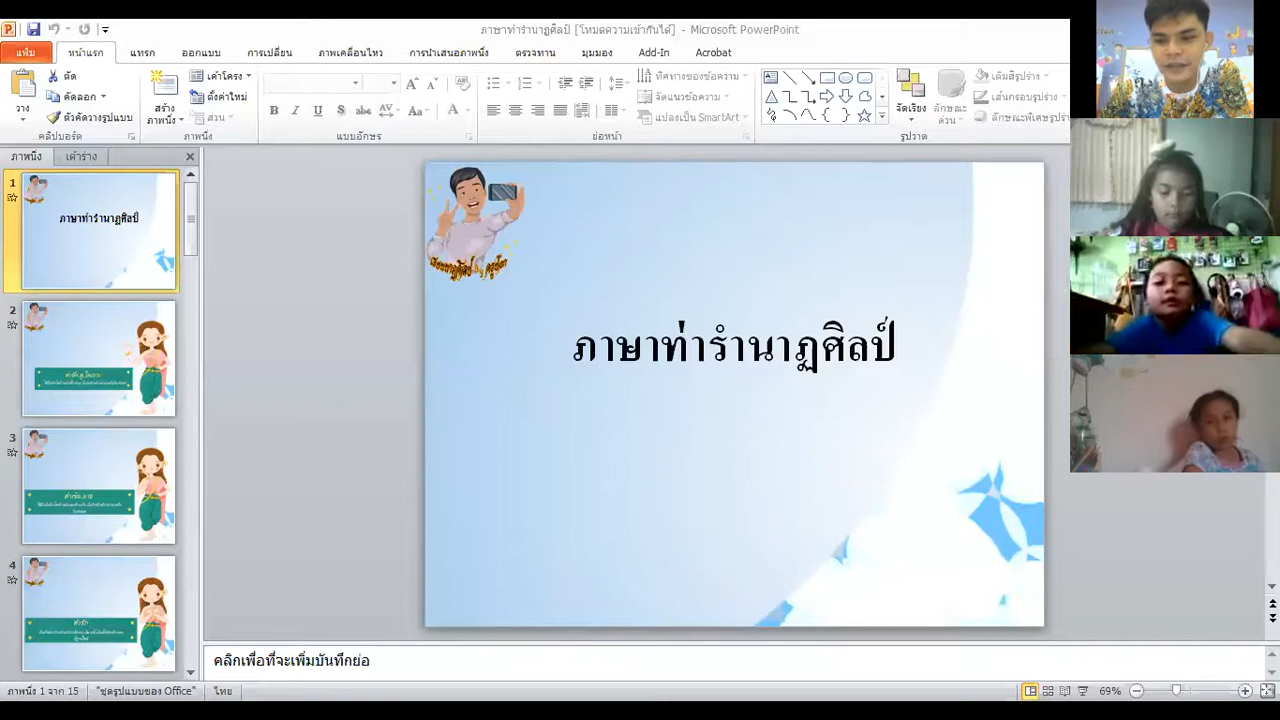 ภาษาท่ารำนาฏศิลป์ [โหมดความเข้ากันได้] - Microsoft PowerPoint
แฟ้ม หน้าแรก แทรก ออกแบบ การเปลี่ยน ภาพเคลื่อนไหว การนำเสนอภาพนิ่ง ตรวจทาน มุมมอง Add-In Acrobat
วาง
ตัด
คัดลอก
ตัวคัดวางรูปแบบ
คลิปบอร์ด
สร้าง
ภาพนิ่ง
เค้าโครง
ตั้งค่าใหม่
ส่วน
ภาพนิ่ง
B I U S abc AV Aa A
แบบอักษร
ทิศทางของข้อความ
จัดแนวข้อความ
แปลงเป็น SmartArt
ย่อหน้า
จัดเรียง
ลักษณะ
ด่วน
เติมสีรูปร่าง
เส้นกรอบรูปร่าง
ลักษณะพิเศษรูปร่าง
รูปวาด
ภาพนิ่ง เค้าร่าง
1
ภาษาท่ารำนาฏศิลป์
2
3
4
ภาษาท่ารำนาฏศิลป์
คลิกเพื่อที่จะเพิ่มบันทึกย่อ
ภาพนิ่ง 1 จาก 15 "ชุดรูปแบบของ Office" ไทย 69%